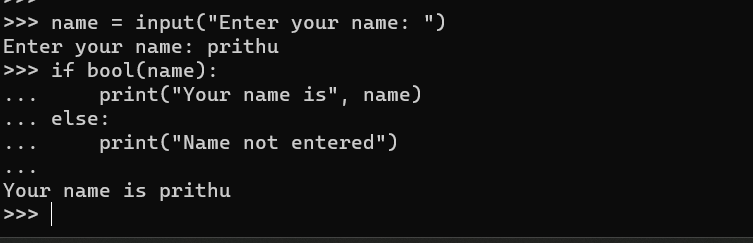 >>>
>>> name = input("Enter your name: ")
Enter your name: prithu
>>> if bool(name):
...     print("Your name is", name)
... else:
...     print("Name not entered")
...
Your name is prithu
>>>